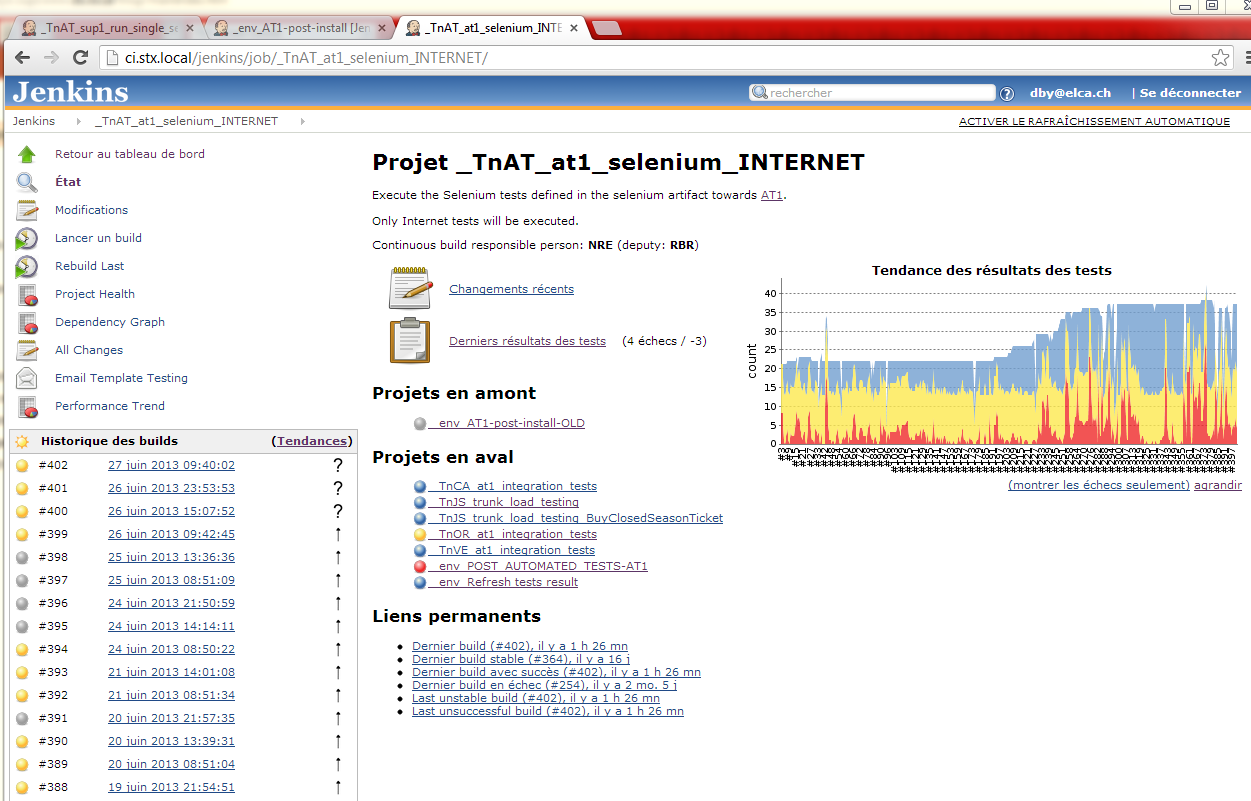 _TnAT_sup1_run_single_se
_env_AT1-post-install [Jen
_TnAT_at1_selenium_INTE
ci.stx.local/jenkins/job/_TnAT_at1_selenium_INTERNET/
Jenkins
rechercher
dby@elca.ch
| Se déconnecter
Jenkins
_TnAT_at1_selenium_INTERNET
ACTIVER LE RAFRAÎCHISSEMENT AUTOMATIQUE
Retour au tableau de bord
État
Modifications
Lancer un build
Rebuild Last
Project Health
Dependency Graph
All Changes
Email Template Testing
Performance Trend
Historique des builds (Tendances)
#402 27 juin 2013 09:40:02 ?
#401 26 juin 2013 23:53:53 ?
#400 26 juin 2013 15:07:52 ?
#399 26 juin 2013 09:42:45 ↑
#398 25 juin 2013 13:36:36 ↑
#397 25 juin 2013 08:51:09 ↑
#396 24 juin 2013 21:50:59 ↑
#395 24 juin 2013 14:14:11 ↑
#394 24 juin 2013 08:50:22 ↑
#393 21 juin 2013 14:01:08 ↑
#392 21 juin 2013 08:51:34 ↑
#391 20 juin 2013 21:57:35 ↑
#390 20 juin 2013 13:39:31 ↑
#389 20 juin 2013 08:51:04 ↑
#388 19 juin 2013 21:54:51 ↑
Projet _TnAT_at1_selenium_INTERNET
Execute the Selenium tests defined in the selenium artifact towards AT1.
Only Internet tests will be executed.
Continuous build responsible person: NRE (deputy: RBR)
Changements récents
Derniers résultats des tests (4 échecs / -3)
Projets en amont
_env_AT1-post-install-OLD
Projets en aval
_TnCA_at1_integration_tests
_TnJS_trunk_load_testing
_TnJS_trunk_load_testing_BuyClosedSeasonTicket
_TnOR_at1_integration_tests
_TnVE_at1_integration_tests
_env_POST_AUTOMATED_TESTS-AT1
_env_Refresh tests result
Liens permanents
Dernier build (#402), il y a 1 h 26 mn
Dernier build stable (#364), il y a 16 j
Dernier build avec succès (#402), il y a 1 h 26 mn
Dernier build en échec (#254), il y a 2 mo. 5 j
Last unstable build (#402), il y a 1 h 26 mn
Last unsuccessful build (#402), il y a 1 h 26 mn
Tendance des résultats des tests
count
40
35
30
25
20
15
10
5
0
(montrer les échecs seulement) agrandir